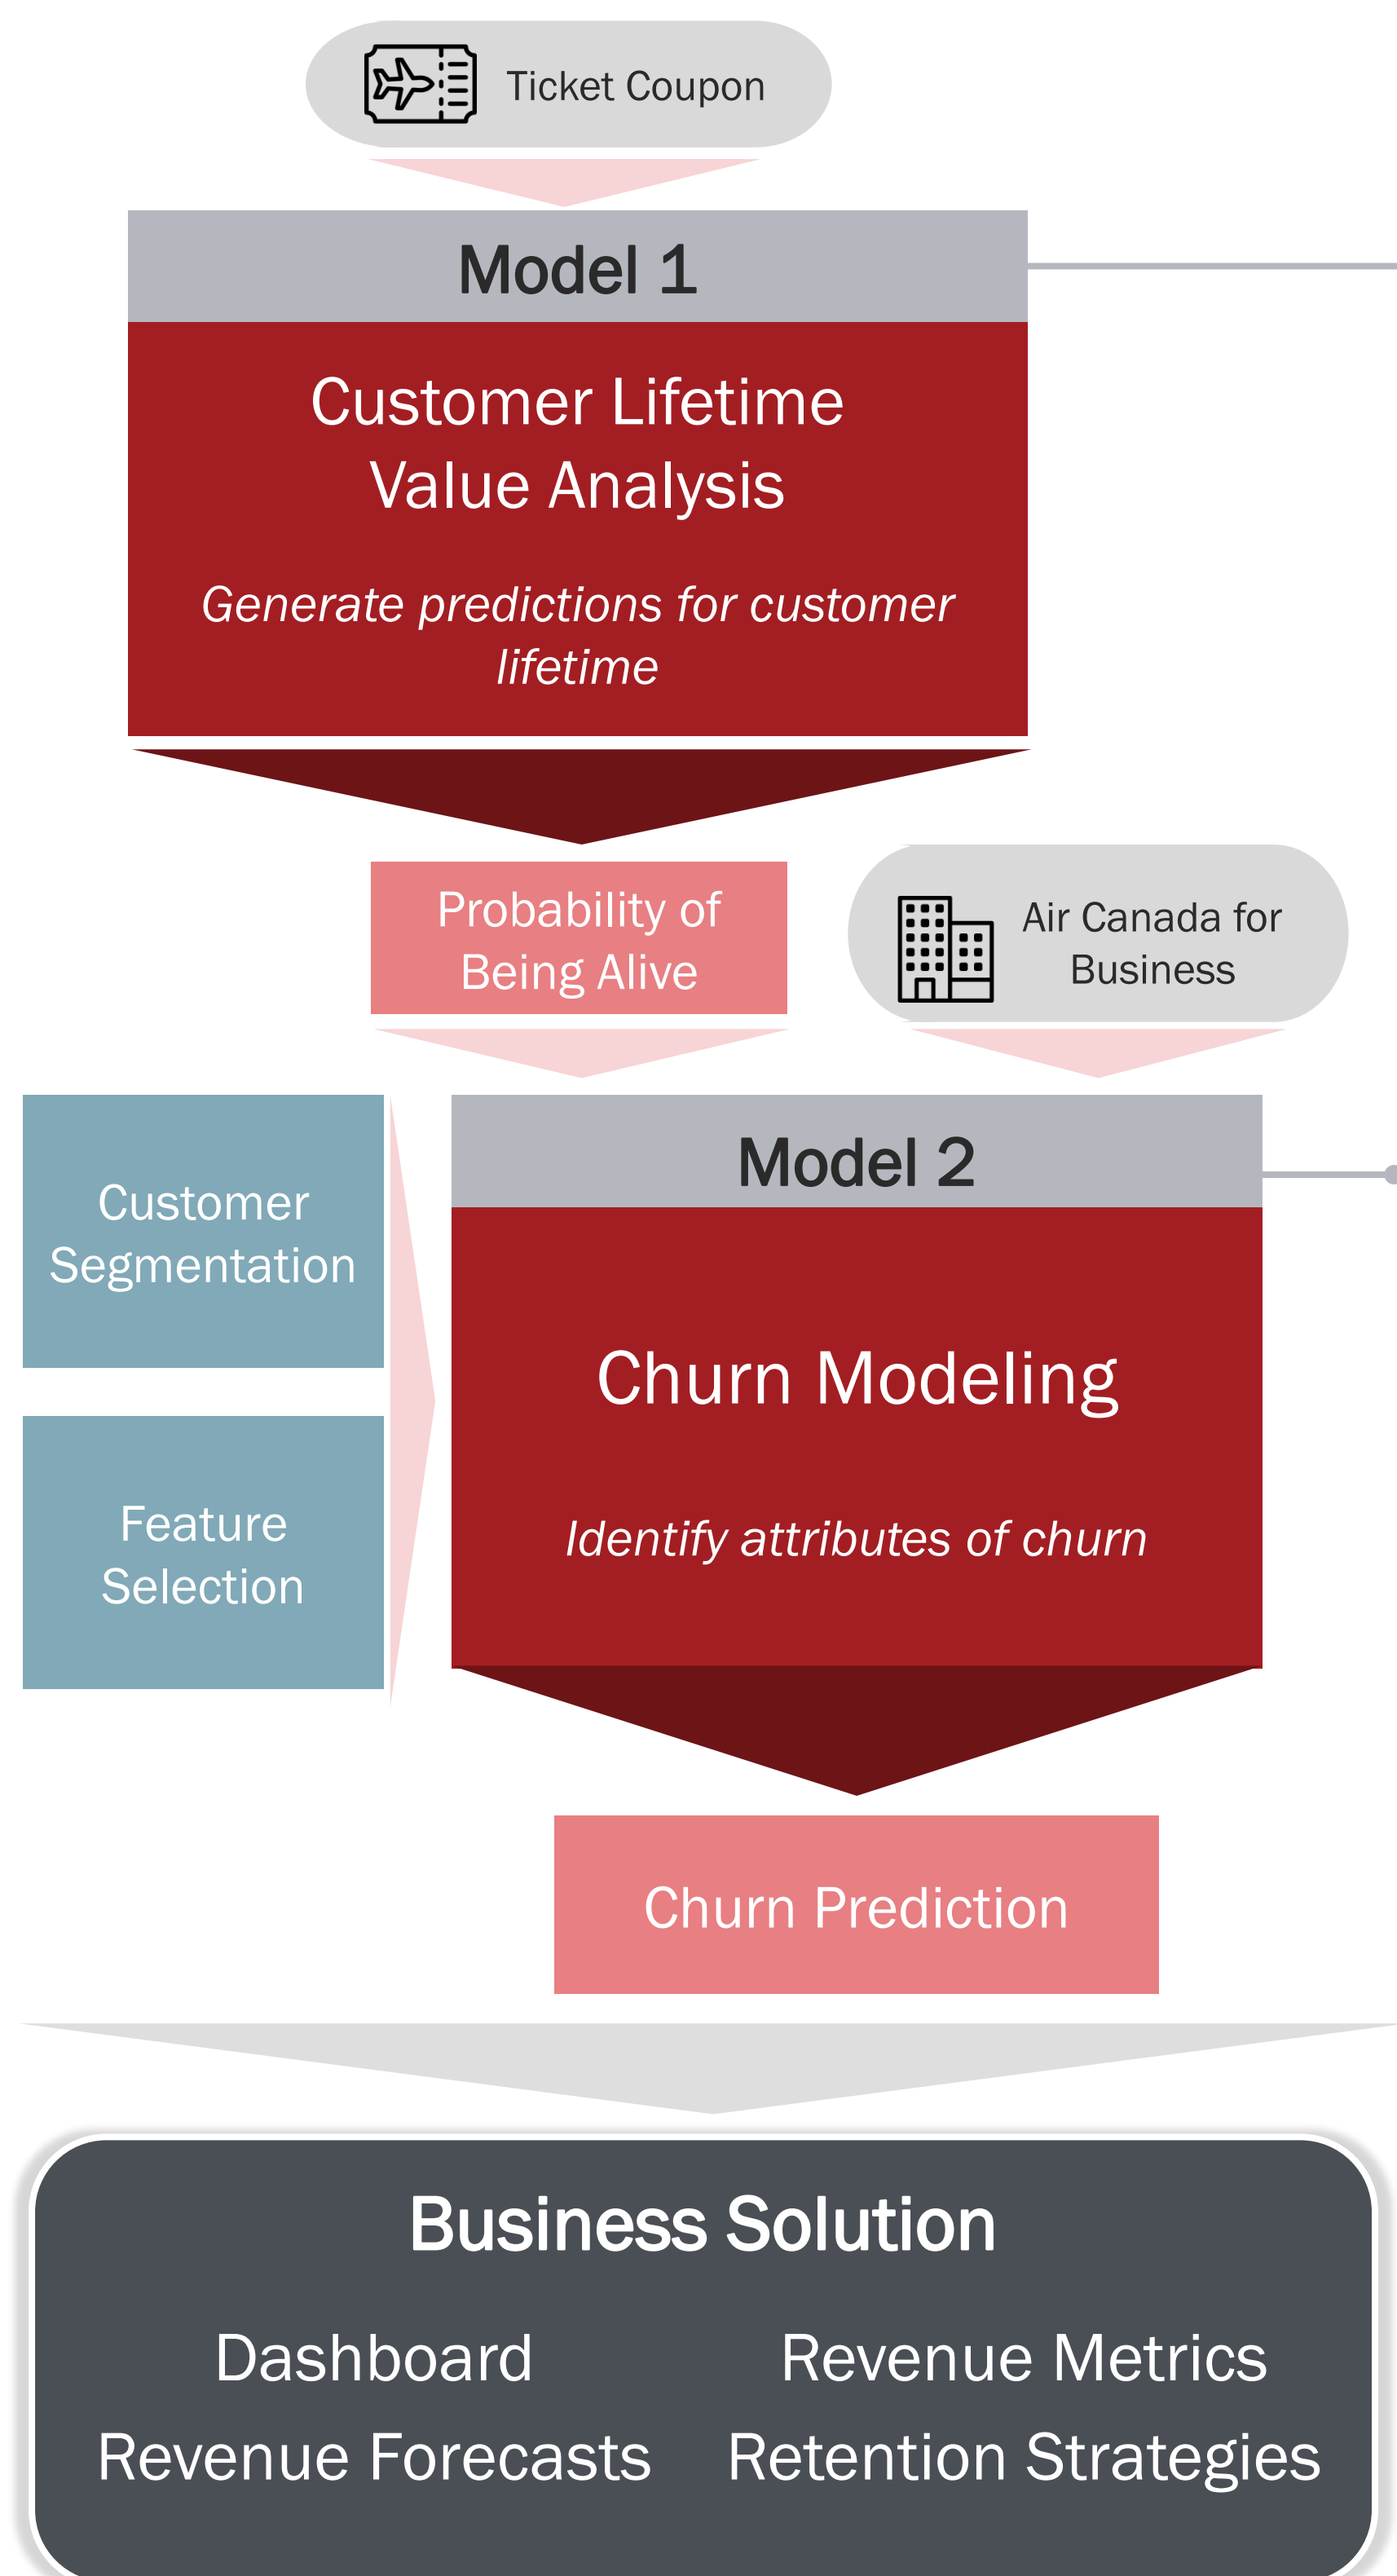 Ticket Coupon
Model 1
Customer Lifetime
Value Analysis
Generate predictions for customer
lifetime
Probability of
Being Alive
Air Canada for
Business
Customer
Segmentation
Feature
Selection
Model 2
Churn Modeling
Identify attributes of churn
Churn Prediction
Business Solution
Dashboard
Revenue Metrics
Revenue Forecasts
Retention Strategies